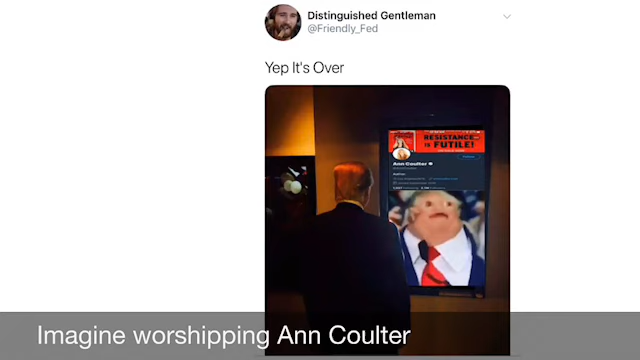 Distinguished Gentleman
@Friendly_Fed
Yep It's Over
RESISTANCE
IS FUTILE!
Ann Coulter
Imagine worshipping Ann Coulter